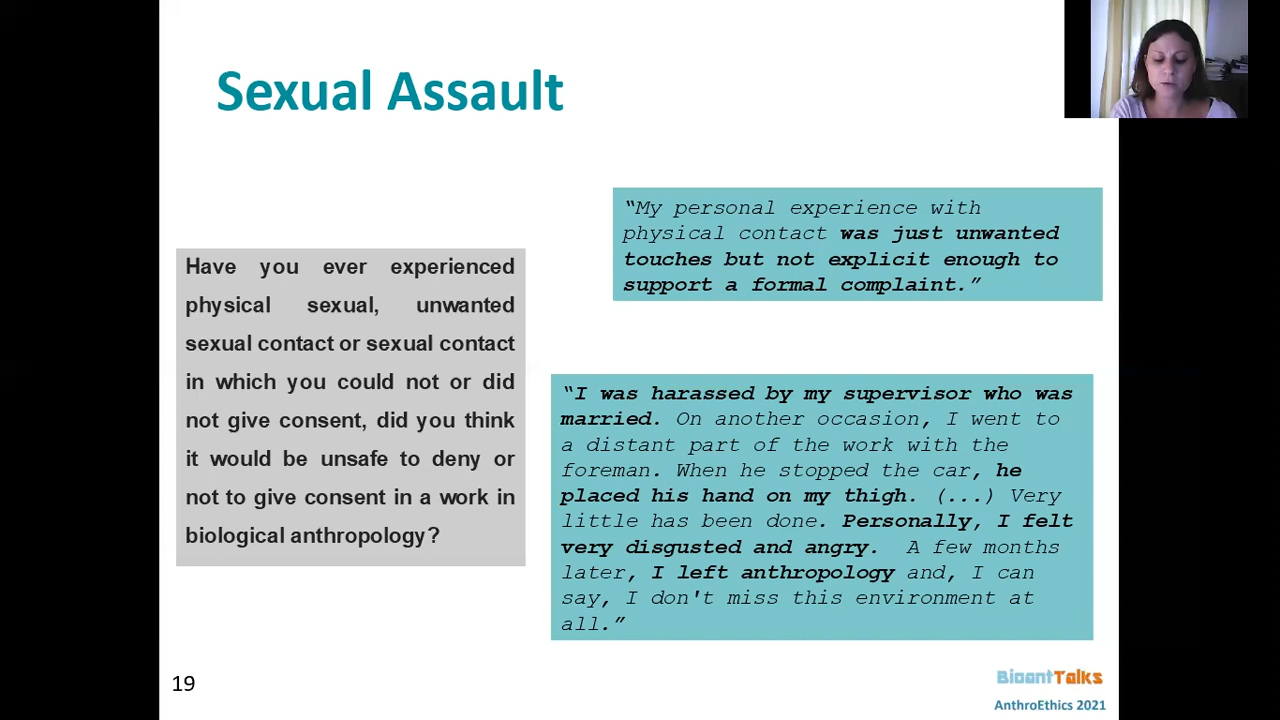 Sexual Assault
Have you ever experienced
physical sexual, unwanted
sexual contact or sexual contact
in which you could not or did
not give consent, did you think
it would be unsafe to deny or
not to give consent in a work in
biological anthropology?
“My personal experience with
physical contact was just unwanted
touches but not explicit enough to
support a formal complaint.”
“I was harassed by my supervisor who was
married. On another occasion, I went to
a distant part of the work with the
foreman. When he stopped the car, he
placed his hand on my thigh. (...) Very
little has been done. Personally, I felt
very disgusted and angry. A few months
later, I left anthropology and, I can
say, I don't miss this environment at
all.”
19
BioantTalks
AnthroEthics 2021